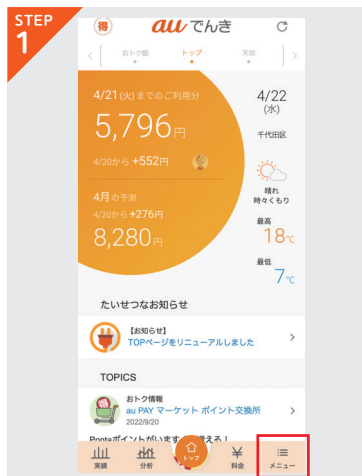 STEP
1
得
auでんき
おトク額
トップ
実績
4/21(火)までのご利用分
5,796円
4/20から +552円
4月の予測
4/20から+276円
8,280円
4/22
(水)
千代田区
晴れ
時々くもり
最高
18℃
最低
7℃
たいせつなお知らせ
【お知らせ】
TOPページをリニューアルしました
TOPICS
おトク情報
au PAY マーケット ポイント交換所
2022/9/20
Pontaポイントがいます
える!
実績
分析
トップ
料金
メニュー